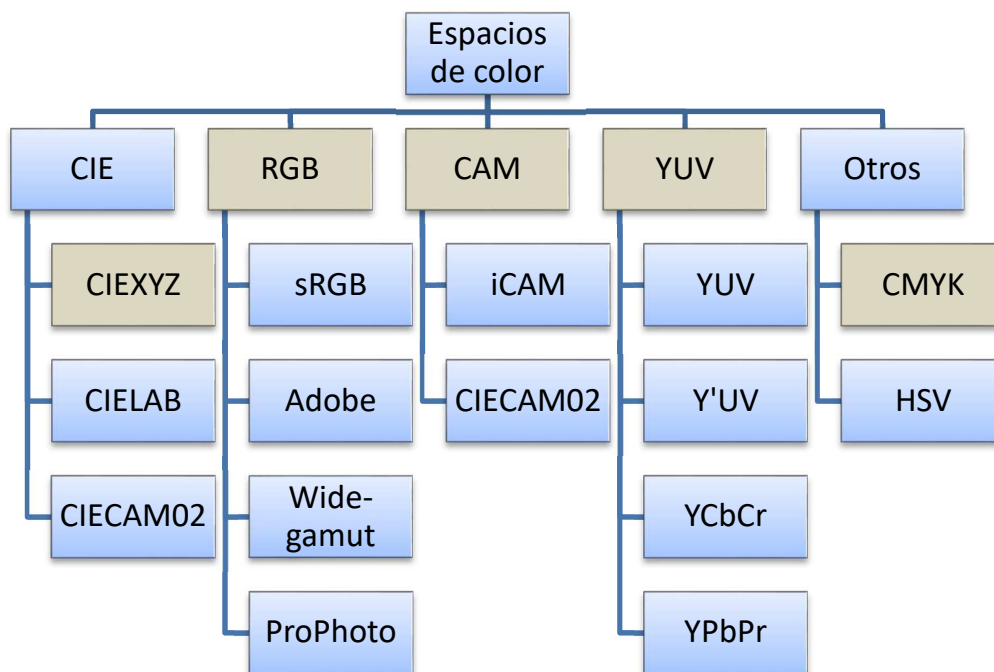 Espacios
de color
CIE
RGB
CAM
YUV
Otros
CIEXYZ
sRGB
iCAM
YUV
CMYK
CIELAB
Adobe
CIECAM02
Y'UV
HSV
CIECAM02
Wide-
gamut
YCbCr
ProPhoto
YPbPr